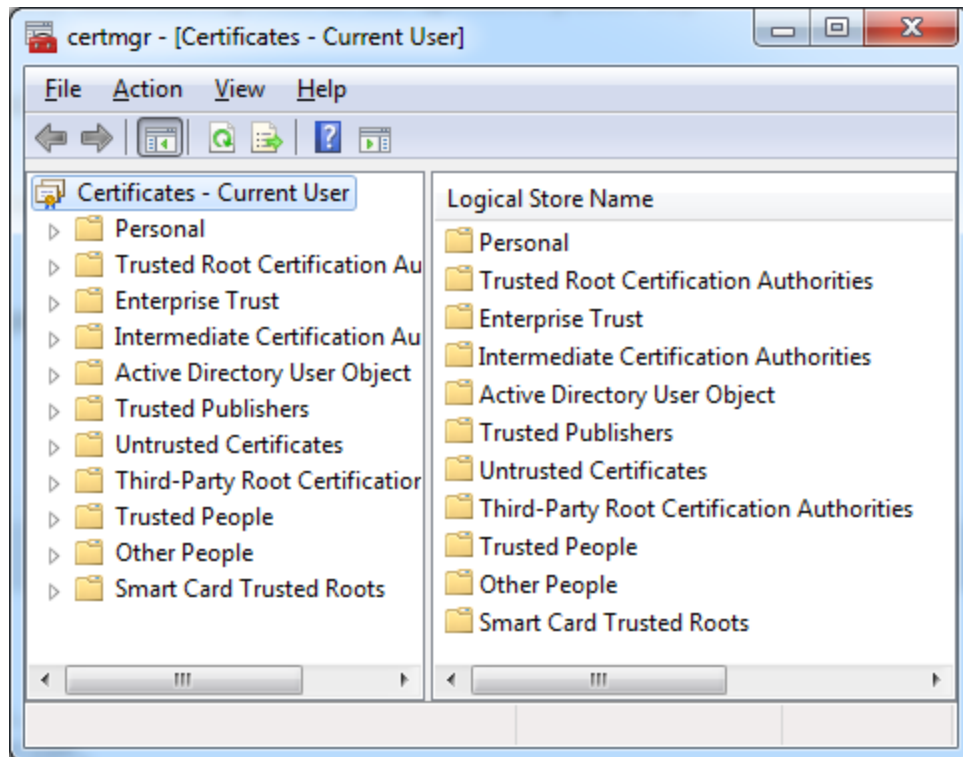 certmgr - [Certificates - Current User]
File Action View Help
Certificates - Current User
Personal
Trusted Root Certification Au
Enterprise Trust
Intermediate Certification Au
Active Directory User Object
Trusted Publishers
Untrusted Certificates
Third-Party Root Certification
Trusted People
Other People
Smart Card Trusted Roots
Logical Store Name
Personal
Trusted Root Certification Authorities
Enterprise Trust
Intermediate Certification Authorities
Active Directory User Object
Trusted Publishers
Untrusted Certificates
Third-Party Root Certification Authorities
Trusted People
Other People
Smart Card Trusted Roots